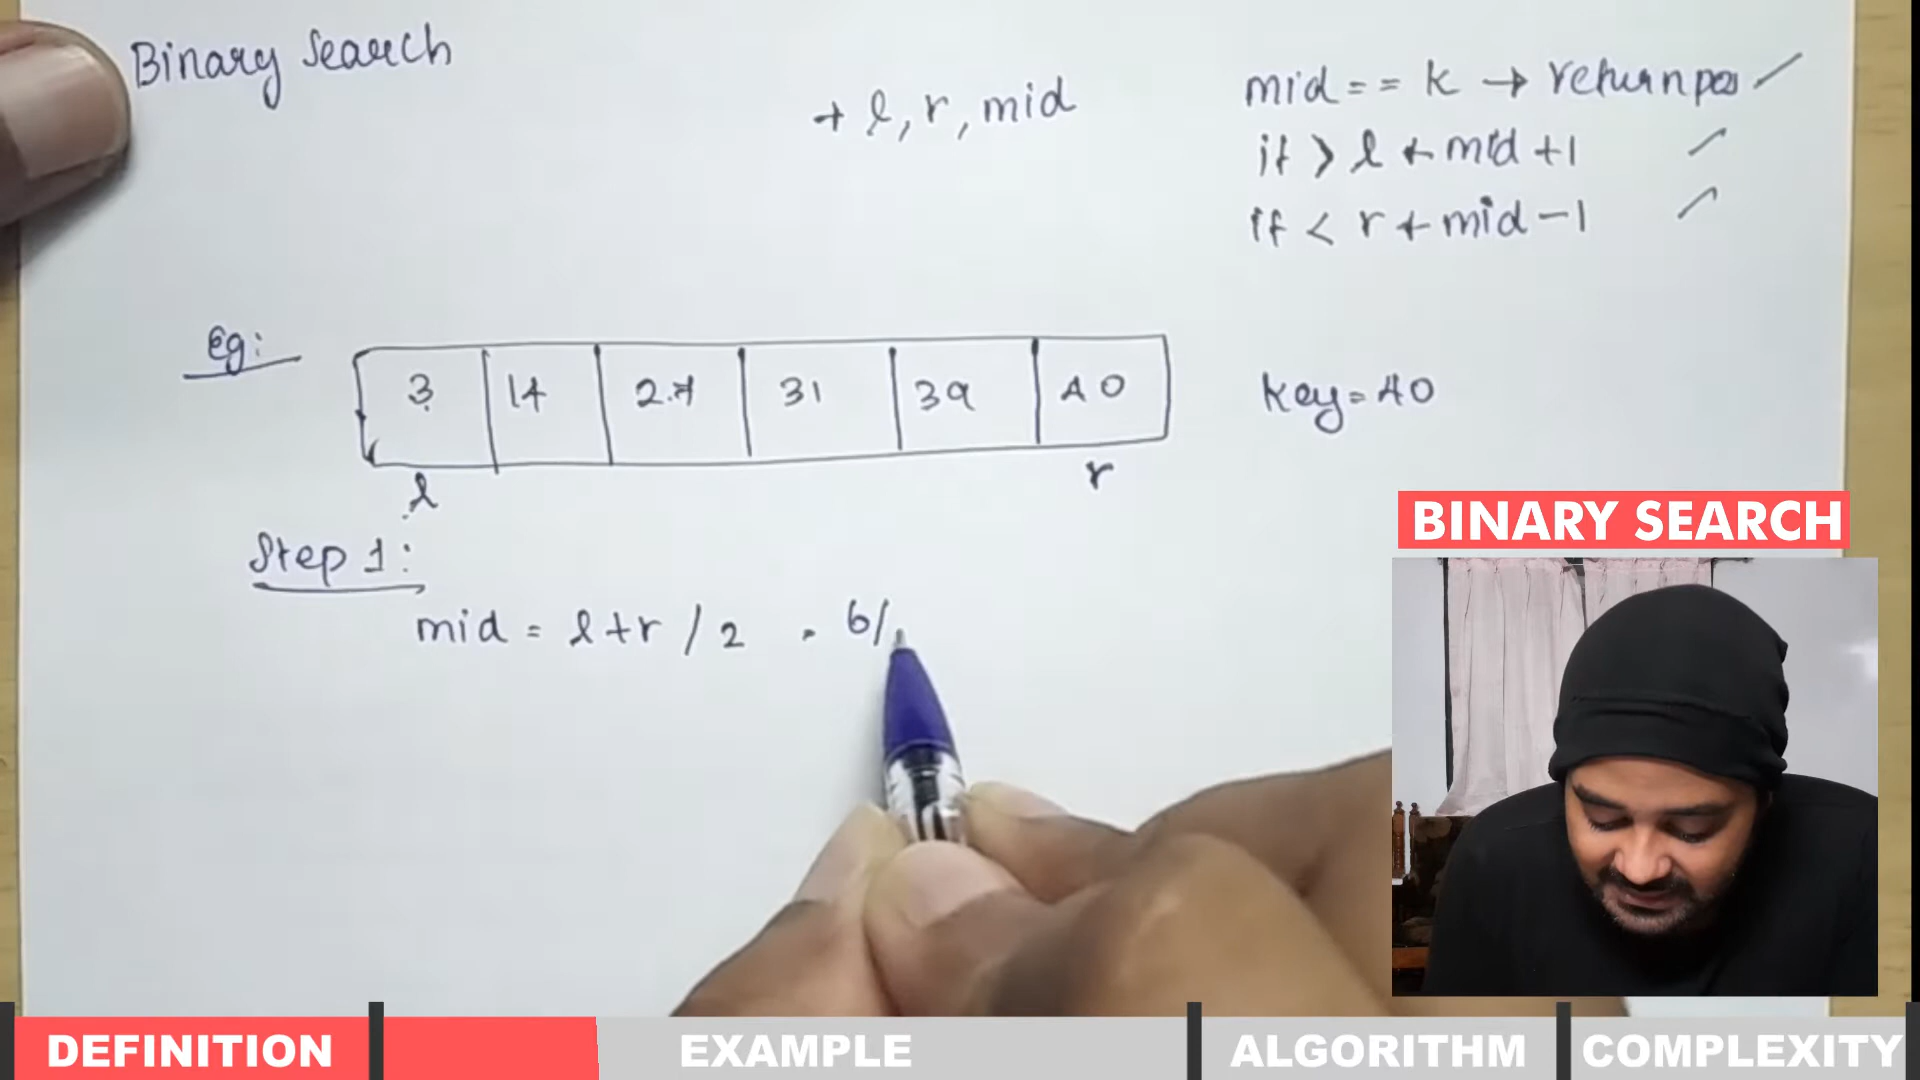 Binary Search
→ l, r, mid
mid == k → return pos
if > l ← mid +1
if < r ← mid -1
Eg:
3 14 27 31 39 40
key = 40
l r
Step 1:
mid = l+r / 2 = 6/
BINARY SEARCH
DEFINITION EXAMPLE ALGORITHM COMPLEXITY